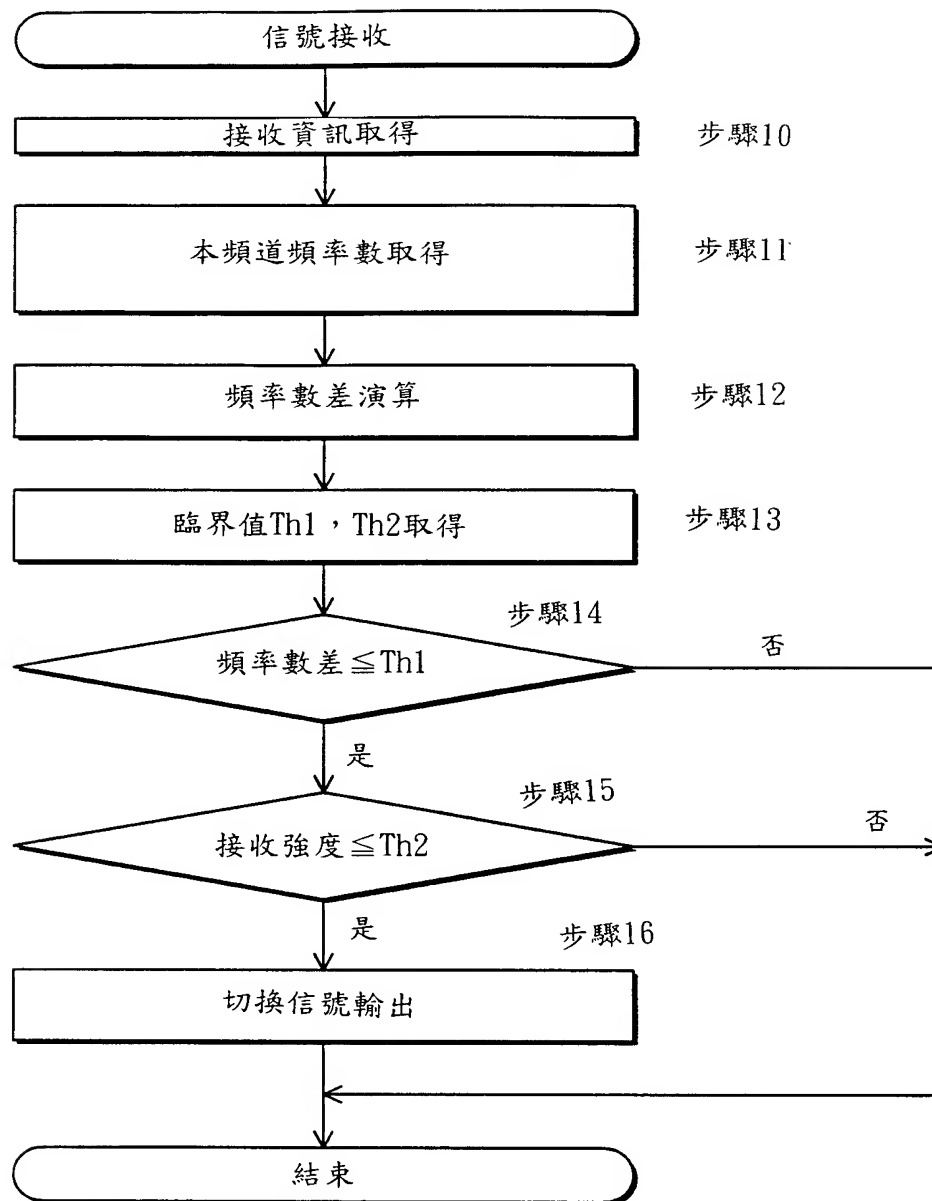 信號接收
接收資訊取得
步驟10
本頻道頻率數取得
步驟11
頻率數差演算
步驟12
臨界值Th1，Th2取得
步驟13
步驟14
頻率數差≦Th1
否
是
步驟15
接收強度≦Th2
否
是
步驟16
切換信號輸出
結束